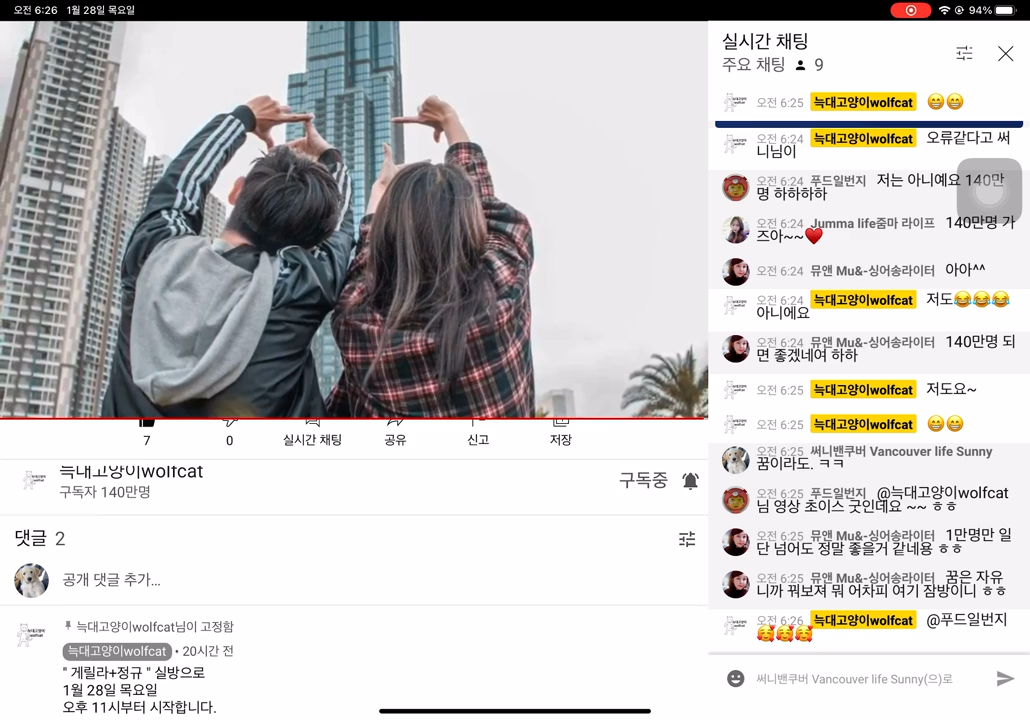 오전 6:26 1월 28일 목요일
94%
실시간 채팅
주요 채팅 9
오전 6:25 늑대고양이wolfcat 😁😁
오전 6:24 늑대고양이wolfcat 오류같다고 써
니님이
오전 6:24 푸드일번지 저는 아니예요 140만
명 하하하하
오전 6:24 Jumma life줌마 라이프 140만명 가
즈아~~♥️
오전 6:24 뮤앤 Mu&-싱어송라이터 아아^^
오전 6:24 늑대고양이wolfcat 저도😂😂😂
아니에요
오전 6:24 뮤앤 Mu&-싱어송라이터 140만명 되
면 좋겠네여 하하
오전 6:25 늑대고양이wolfcat 저도요~
오전 6:25 늑대고양이wolfcat 😁😁
오전 6:25 써니밴쿠버 Vancouver life Sunny
꿈이라도. ㅋㅋ
오전 6:25 푸드일번지 @늑대고양이wolfcat
님 영상 초이스 굿인데요 ~~ ㅎㅎ
오전 6:25 뮤앤 Mu&-싱어송라이터 1만명만 일
단 넘어도 정말 좋을거 같네용 ㅎㅎ
오전 6:25 뮤앤 Mu&-싱어송라이터 꿈은 자유
니까 꿔보져 뭐 어차피 여기 잠방이니 ㅎㅎ
오전 6:26 늑대고양이wolfcat @푸드일번지
🥰🥰🥰
써니밴쿠버 Vancouver life Sunny(으)로
7
0
실시간 채팅
공유
신고
저장
늑대고양이wolfcat
구독자 140만명
구독중
댓글 2
공개 댓글 추가...
늑대고양이wolfcat님이 고정함
늑대고양이wolfcat • 20시간 전
" 게릴라+정규 " 실방으로
1월 28일 목요일
오후 11시부터 시작합니다.